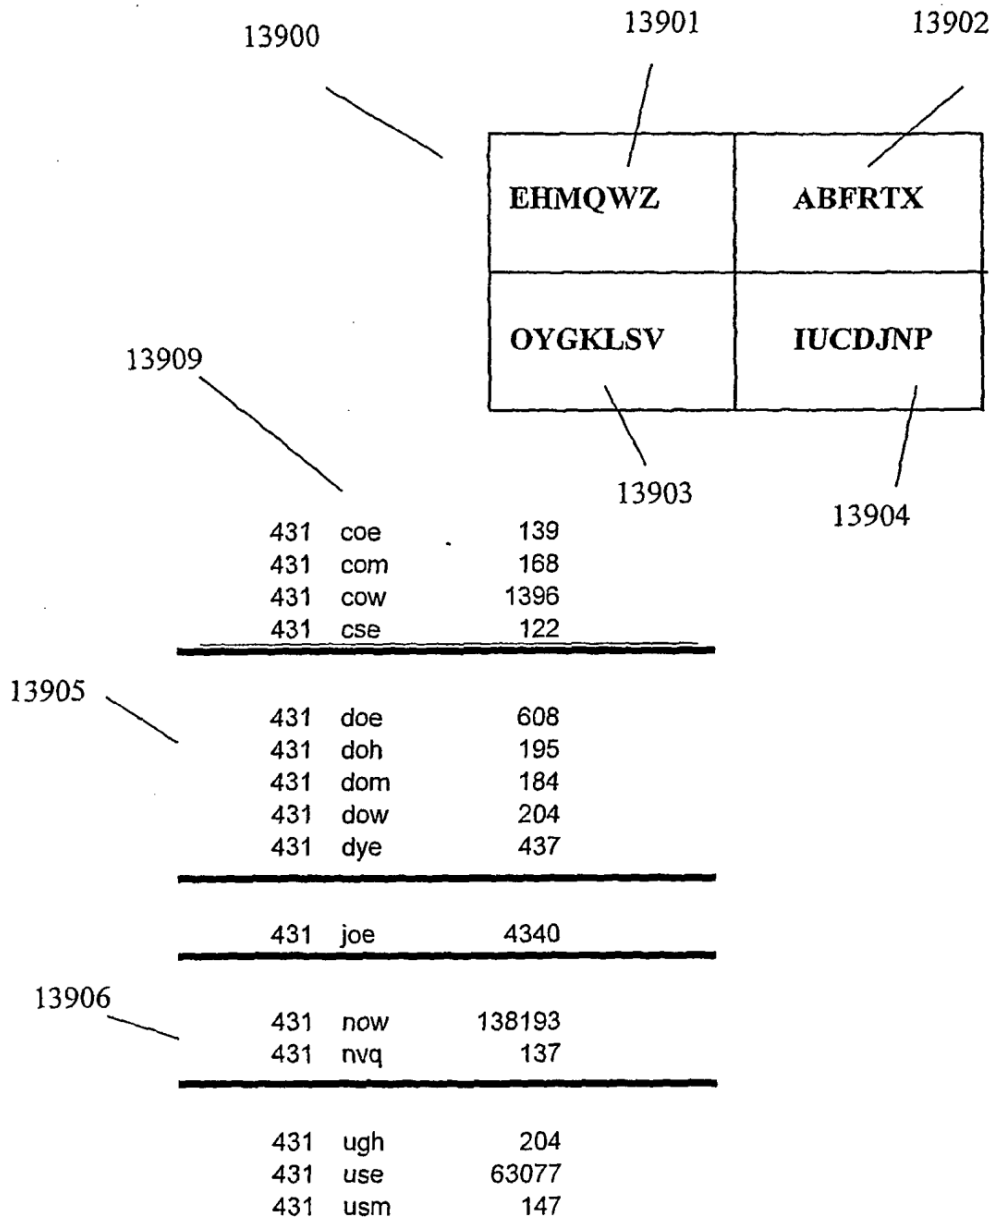 13900
13901
13902
EHMQWZ
ABFRTX
OYGKLSV
IUCDJNP
13909
13903
13904
431 coe 139
431 com 168
431 cow 1396
431 cse 122
13905
431 doe 608
431 doh 195
431 dom 184
431 dow 204
431 dye 437
431 joe 4340
13906
431 now 138193
431 nvq 137
431 ugh 204
431 use 63077
431 usm 147